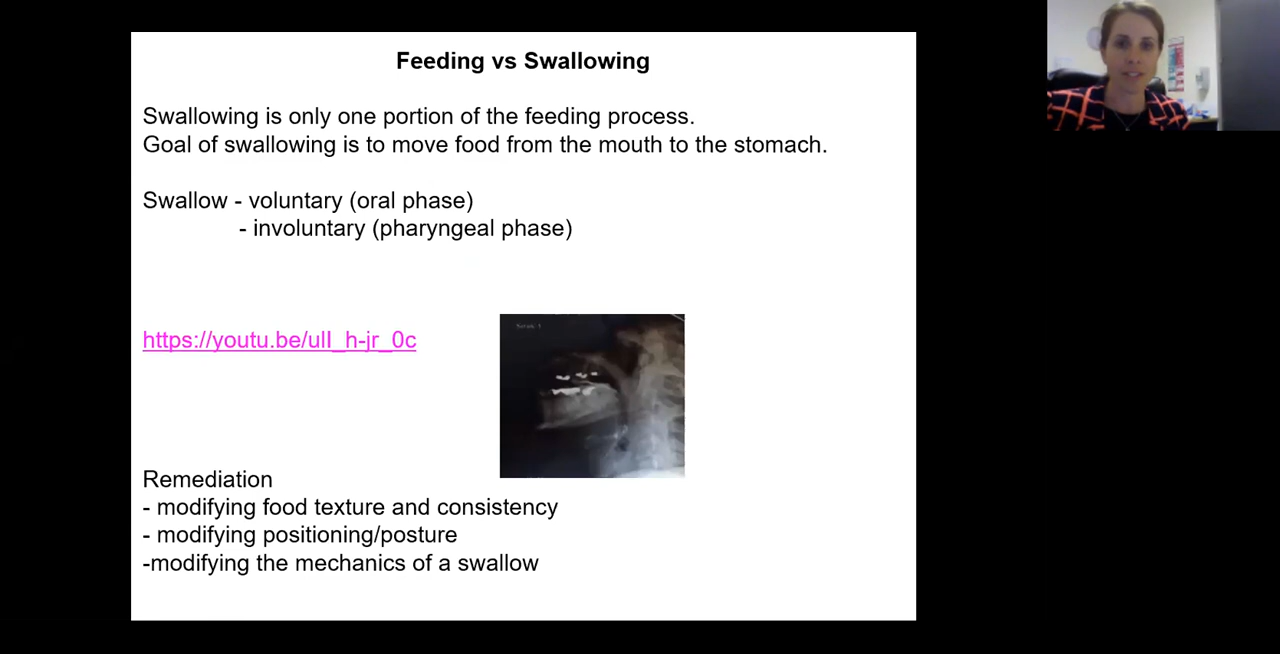 Feeding vs Swallowing
Swallowing is only one portion of the feeding process.
Goal of swallowing is to move food from the mouth to the stomach.
Swallow - voluntary (oral phase)
- involuntary (pharyngeal phase)
https://youtu.be/ulI_h-jr_0c
Remediation
- modifying food texture and consistency
- modifying positioning/posture
-modifying the mechanics of a swallow